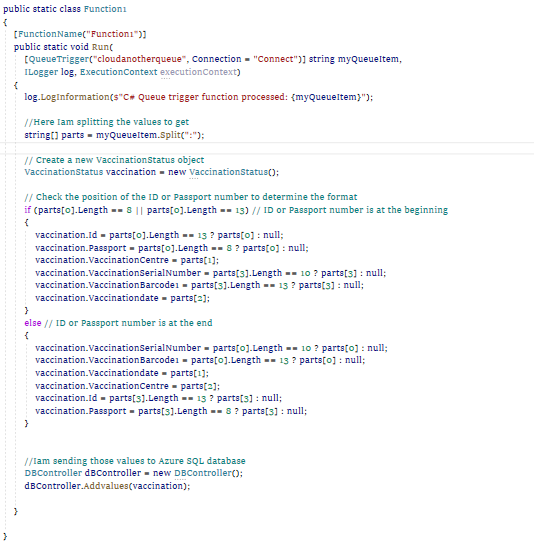 public static class Function1
{
[FunctionName("Function1")]
public static void Run(
[QueueTrigger("cloudanotherqueue", Connection = "Connect")] string myQueueItem,
ILogger log, ExecutionContext executionContext)
{
log.LogInformation($"C# Queue trigger function processed: {myQueueItem}");
//Here Iam splitting the values to get
string[] parts = myQueueItem.Split(":");
// Create a new VaccinationStatus object
VaccinationStatus vaccination = new VaccinationStatus();
// Check the position of the ID or Passport number to determine the format
if (parts[0].Length == 8 || parts[0].Length == 13) // ID or Passport number is at the beginning
{
vaccination.Id = parts[0].Length == 13 ? parts[0] : null;
vaccination.Passport = parts[0].Length == 8 ? parts[0] : null;
vaccination.VaccinationCentre = parts[1];
vaccination.VaccinationSerialNumber = parts[3].Length == 10 ? parts[3] : null;
vaccination.VaccinationBarcode1 = parts[3].Length == 13 ? parts[3] : null;
vaccination.Vaccinationdate = parts[2];
}
else // ID or Passport number is at the end
{
vaccination.VaccinationSerialNumber = parts[0].Length == 10 ? parts[0] : null;
vaccination.VaccinationBarcode1 = parts[0].Length == 13 ? parts[0] : null;
vaccination.Vaccinationdate = parts[1];
vaccination.VaccinationCentre = parts[2];
vaccination.Id = parts[3].Length == 13 ? parts[3] : null;
vaccination.Passport = parts[3].Length == 8 ? parts[3] : null;
}
//Iam sending those values to Azure SQL database
DBController dBController = new DBController();
dBController.Addvalues(vaccination);
}
}